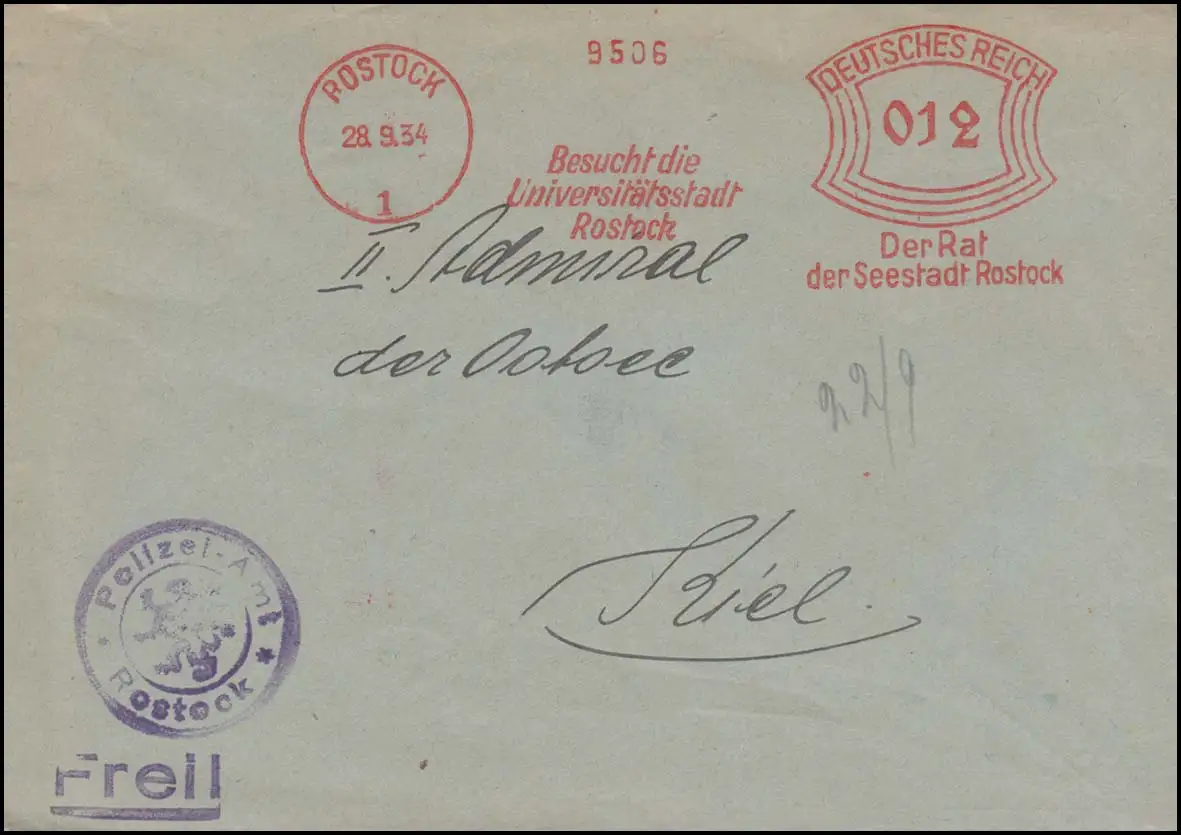 ROSTOCK
28.9.34
1
9506
Besucht die
Universitätsstadt
Rostock
DEUTSCHES REICH
012
Der Rat
der Seestadt Rostock
II. Admiral
der Ostsee
Kiel.
Polizei-Amt
Rostock *
Frei!